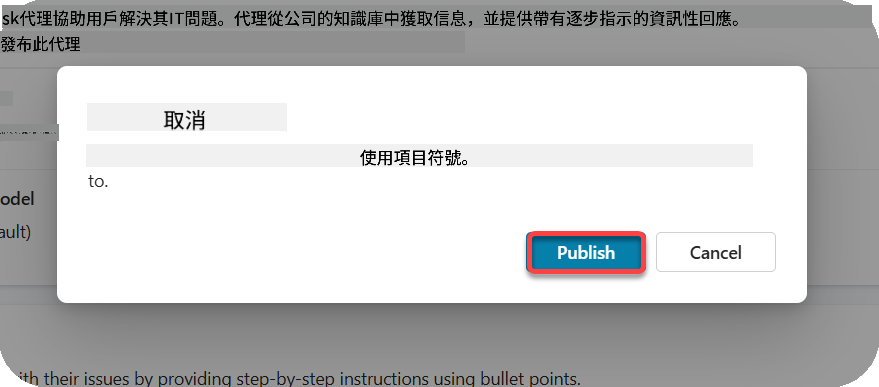 sk代理協助用戶解決其IT問題。代理從公司的知識庫中獲取信息，並提供帶有逐步指示的資訊性回應。
發布此代理
取消
使用項目符號。
to.
odel
ault)
Publish
Cancel
ith their issues by providing step-by-step instructions using bullet points.